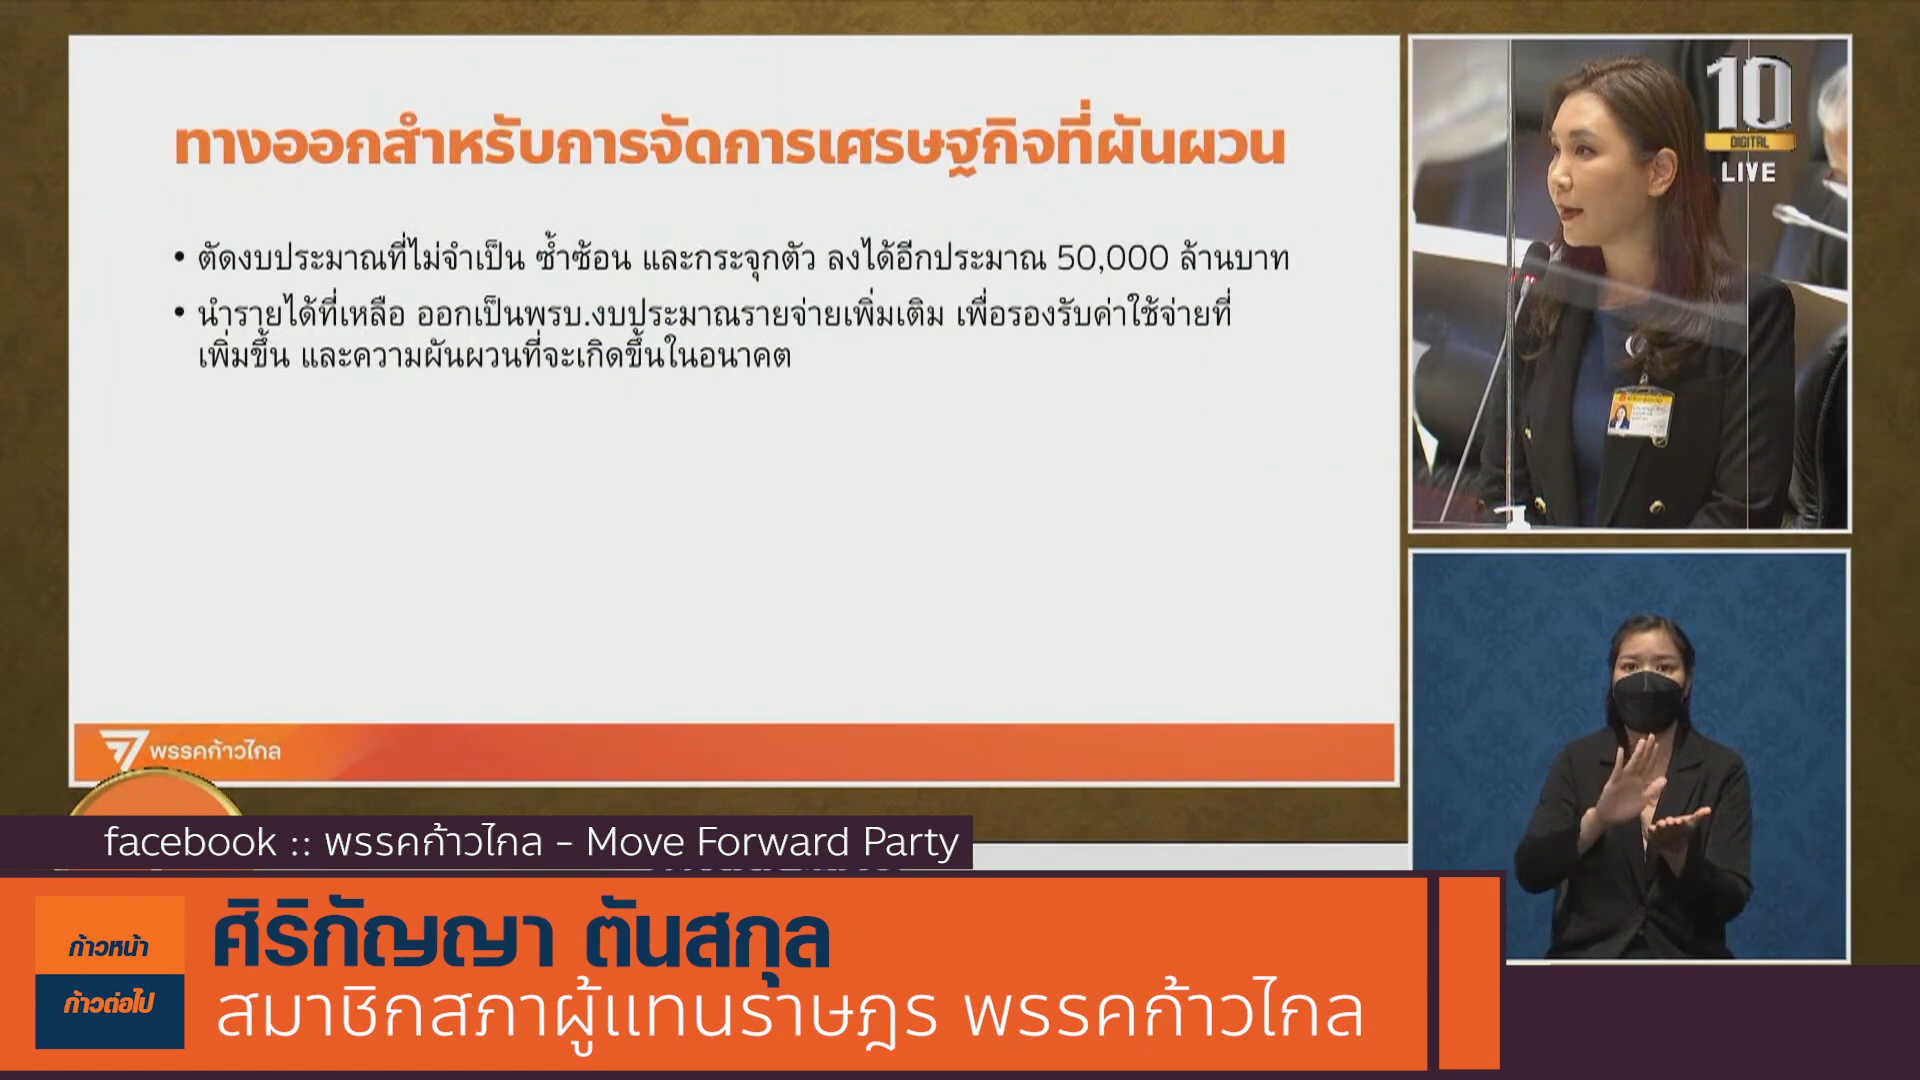 ทางออกสำหรับการจัดการเศรษฐกิจที่ผันผวน
• ตัดงบประมาณที่ไม่จำเป็น ซ้ำซ้อน และกระจุกตัว ลงได้อีกประมาณ 50,000 ล้านบาท
• นำรายได้ที่เหลือ ออกเป็นพรบ.งบประมาณรายจ่ายเพิ่มเติม เพื่อรองรับค่าใช้จ่ายที่
เพิ่มขึ้น และความผันผวนที่จะเกิดขึ้นในอนาคต
พรรคก้าวไกล
10
DIGITAL
LIVE
facebook :: พรรคก้าวไกล - Move Forward Party
ก้าวหน้า
ก้าวต่อไป
ศิริกัญญา ตันสกุล
สมาชิกสภาผู้แทนราษฎร พรรคก้าวไกล